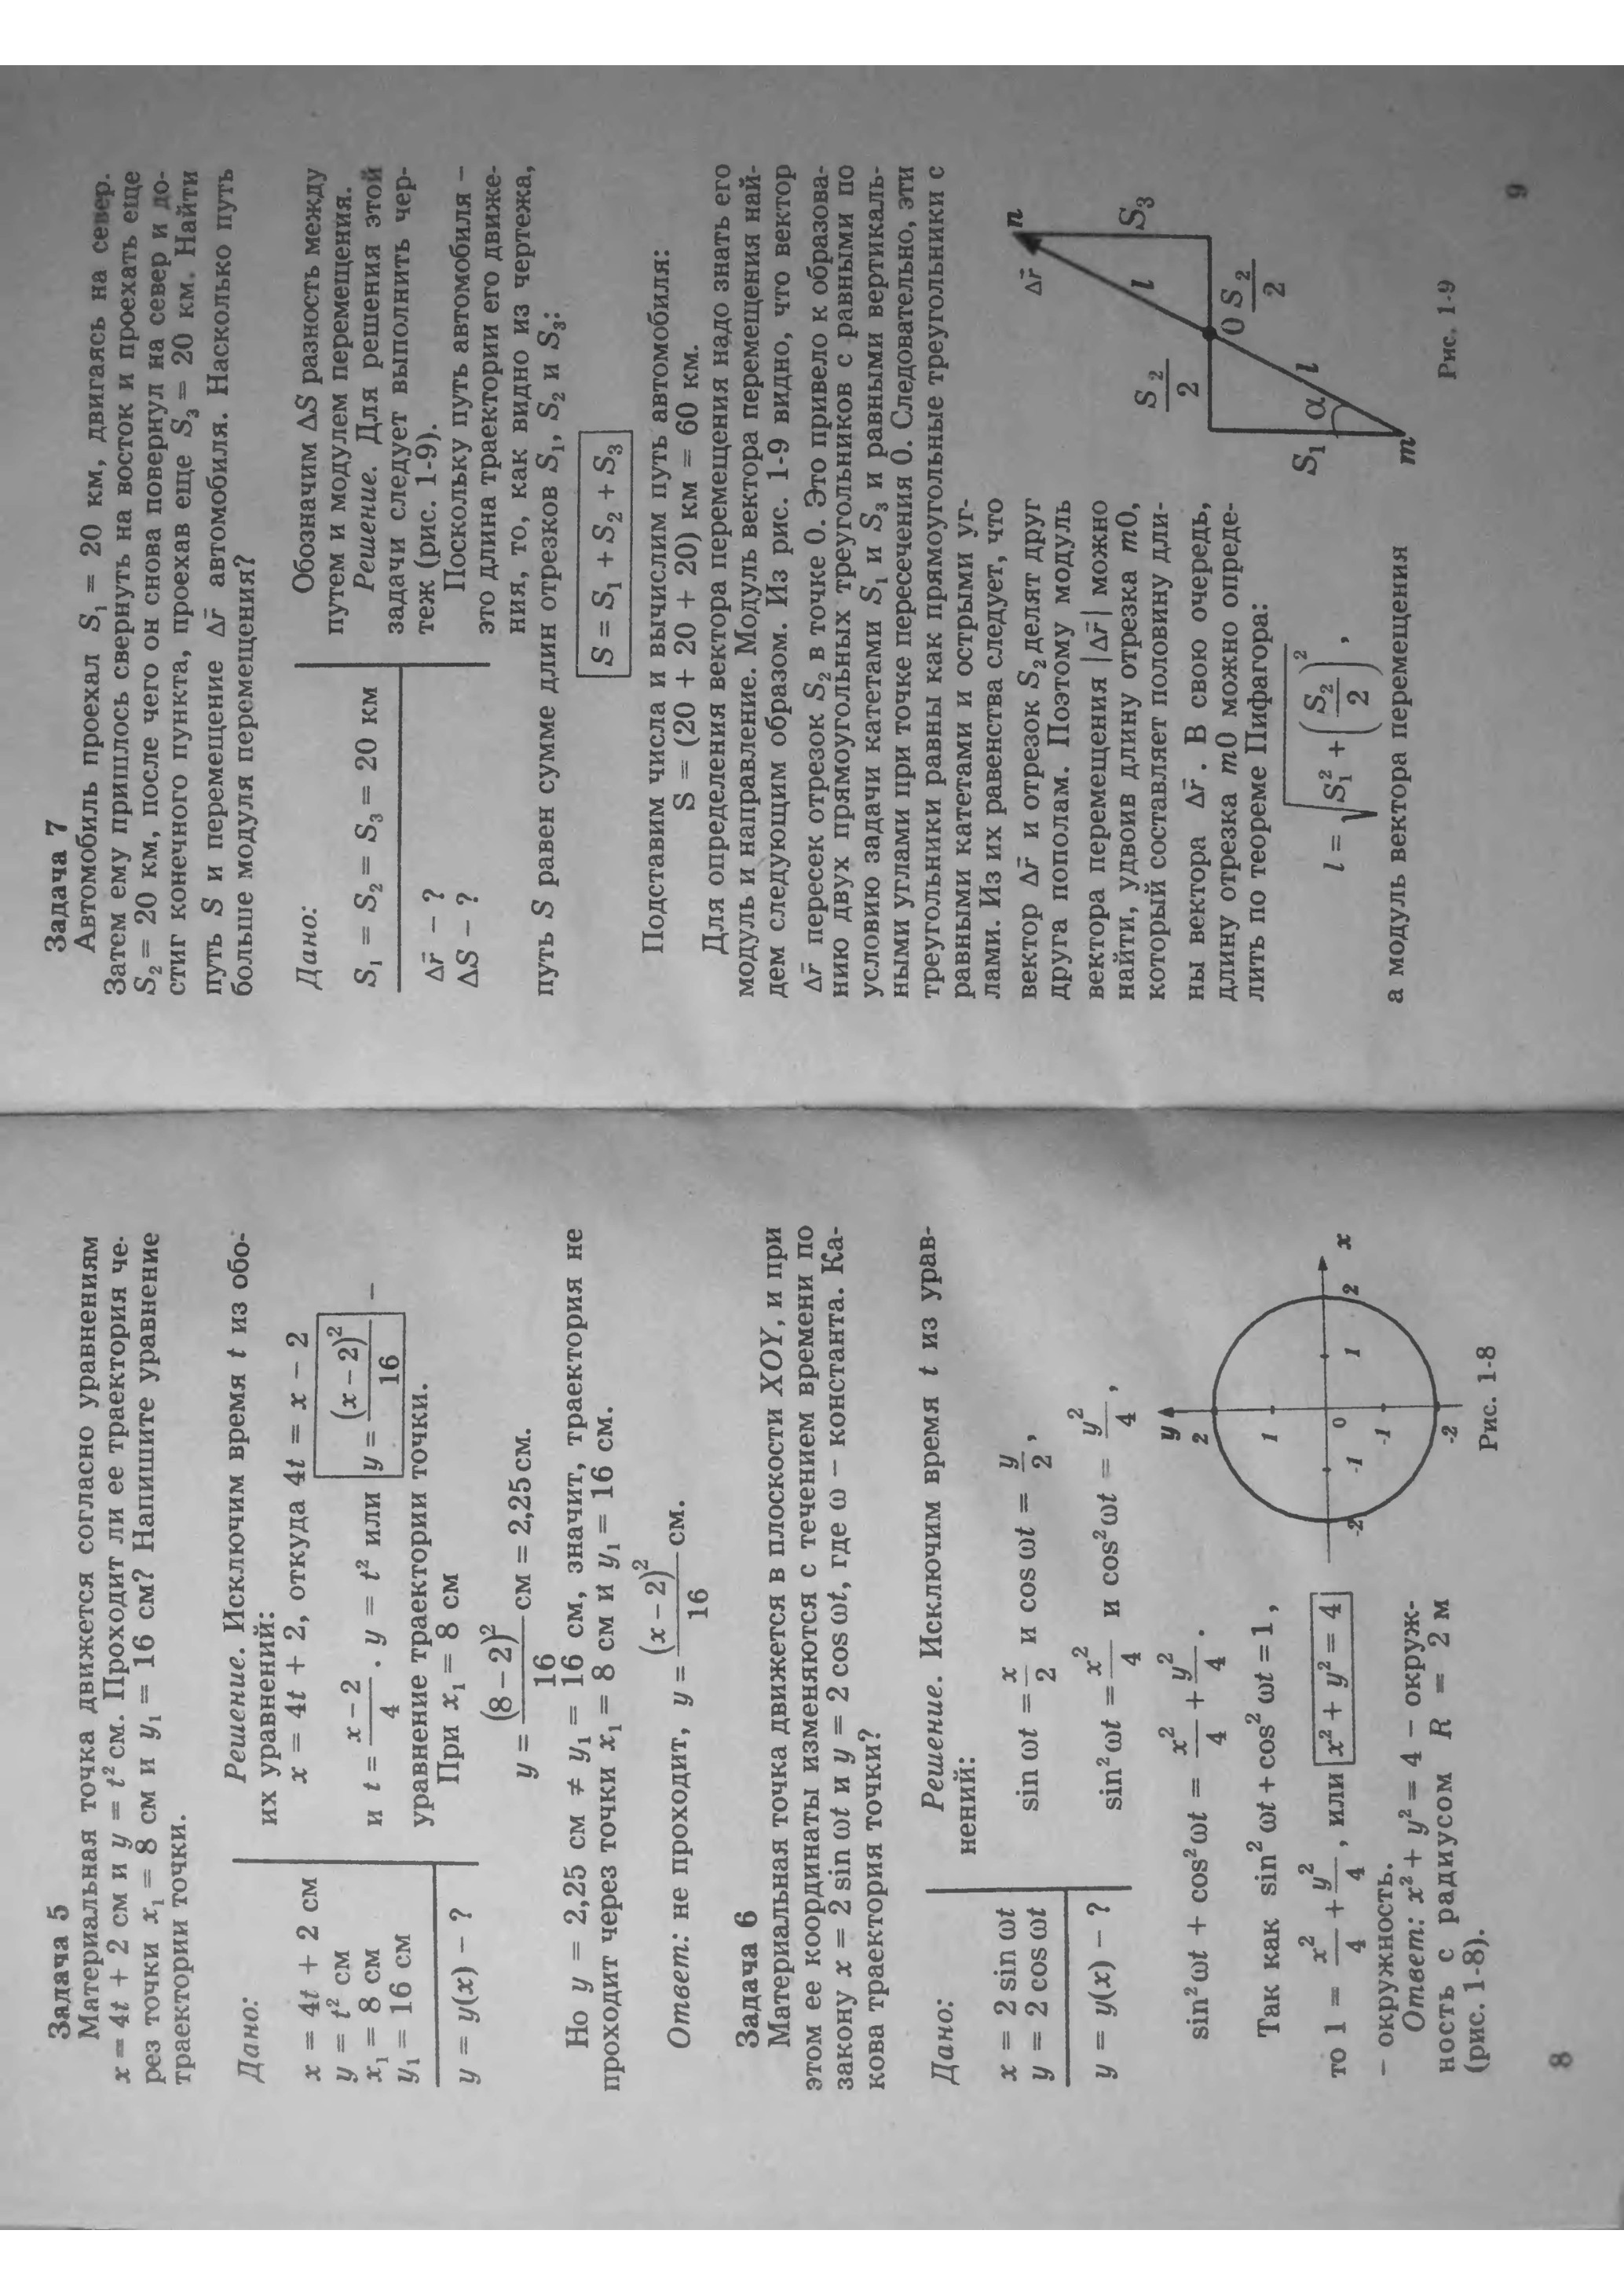 Задача 5
Материальная точка движется согласно уравнениям
x = 4t + 2 см и y = t² см. Проходит ли ее траектория че-
рез точки x₁ = 8 см и y₁ = 16 см? Напишите уравнение
траектории точки.
Дано:
x = 4t + 2 см
y = t² см
x₁ = 8 см
y₁ = 16 см
y = y(x) – ?
Решение. Исключим время t из обо-
их уравнений:
x = 4t + 2, откуда 4t = x – 2
и t = (x – 2)/4 . y = t² или y = (x – 2)²/16 –
уравнение траектории точки.
При x₁ = 8 см
y = (8 – 2)²/16 см = 2,25 см.
Но y = 2,25 см ≠ y₁ = 16 см, значит, траектория не
проходит через точки x₁ = 8 см и y₁ = 16 см.
Ответ: не проходит, y = (x – 2)²/16 см.
Задача 6
Материальная точка движется в плоскости XOY, и при
этом ее координаты изменяются с течением времени по
закону x = 2 sin ωt и y = 2 cos ωt, где ω – константа. Ка-
кова траектория точки?
Дано:
x = 2 sin ωt
y = 2 cos ωt
y = y(x) – ?
Решение. Исключим время t из урав-
нений:
sin ωt = x/2 и cos ωt = y/2 ,
sin² ωt = x²/4 и cos² ωt = y²/4 ,
sin² ωt + cos² ωt = x²/4 + y²/4 .
Так как sin² ωt + cos² ωt = 1 ,
то 1 = x²/4 + y²/4 , или x² + y² = 4
– окружность.
Ответ: x² + y² = 4 – окруж-
ность с радиусом R = 2 м
(рис. 1-8).
y
2
1
-2
-1
0
1
2
x
-1
-2
Рис. 1-8
8
Задача 7
Автомобиль проехал S₁ = 20 км, двигаясь на север.
Затем ему пришлось свернуть на восток и проехать еще
S₂ = 20 км, после чего он снова повернул на север и до-
стиг конечного пункта, проехав еще S₃ = 20 км. Найти
путь S и перемещение Δr̄ автомобиля. Насколько путь
больше модуля перемещения?
Дано:
S₁ = S₂ = S₃ = 20 км
Δr̄ – ?
ΔS – ?
Обозначим ΔS разность между
путем и модулем перемещения.
Решение. Для решения этой
задачи следует выполнить чер-
теж (рис. 1-9).
Поскольку путь автомобиля –
это длина траектории его движе-
ния, то, как видно из чертежа,
путь S равен сумме длин отрезков S₁, S₂ и S₃:
S = S₁ + S₂ + S₃
Подставим числа и вычислим путь автомобиля:
S = (20 + 20 + 20) км = 60 км.
Для определения вектора перемещения надо знать его
модуль и направление. Модуль вектора перемещения най-
дем следующим образом. Из рис. 1-9 видно, что вектор
Δr̄ пересек отрезок S₂ в точке 0. Это привело к образова-
нию двух прямоугольных треугольников с равными по
условию задачи катетами S₁ и S₃ и равными вертикаль-
ными углами при точке пересечения 0. Следовательно, эти
треугольники равны как прямоугольные треугольники с
равными катетами и острыми уг-
лами. Из их равенства следует, что
вектор Δr̄ и отрезок S₂ делят друг
друга пополам. Поэтому модуль
вектора перемещения |Δr̄| можно
найти, удвоив длину отрезка m0,
который составляет половину дли-
ны вектора Δr̄ . В свою очередь,
длину отрезка m0 можно опреде-
лить по теореме Пифагора:
l = √(S₁² + (S₂/2)²) ,
а модуль вектора перемещения
Δr̄
n
S₃
l
S₂/2
0
S₂/2
S₁
α
l
m
Рис. 1-9
9